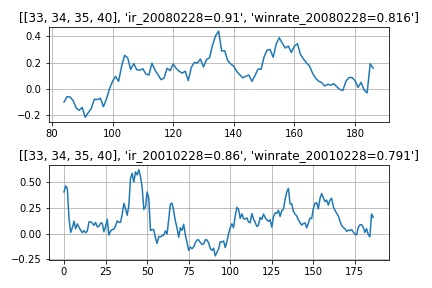 [[33, 34, 35, 40], 'ir_20080228=0.91', 'winrate_20080228=0.816']
0.4
0.2
0.0
−0.2
80 100 120 140 160 180
[[33, 34, 35, 40], 'ir_20010228=0.86', 'winrate_20010228=0.791']
0.50
0.25
0.00
−0.25
0 25 50 75 100 125 150 175